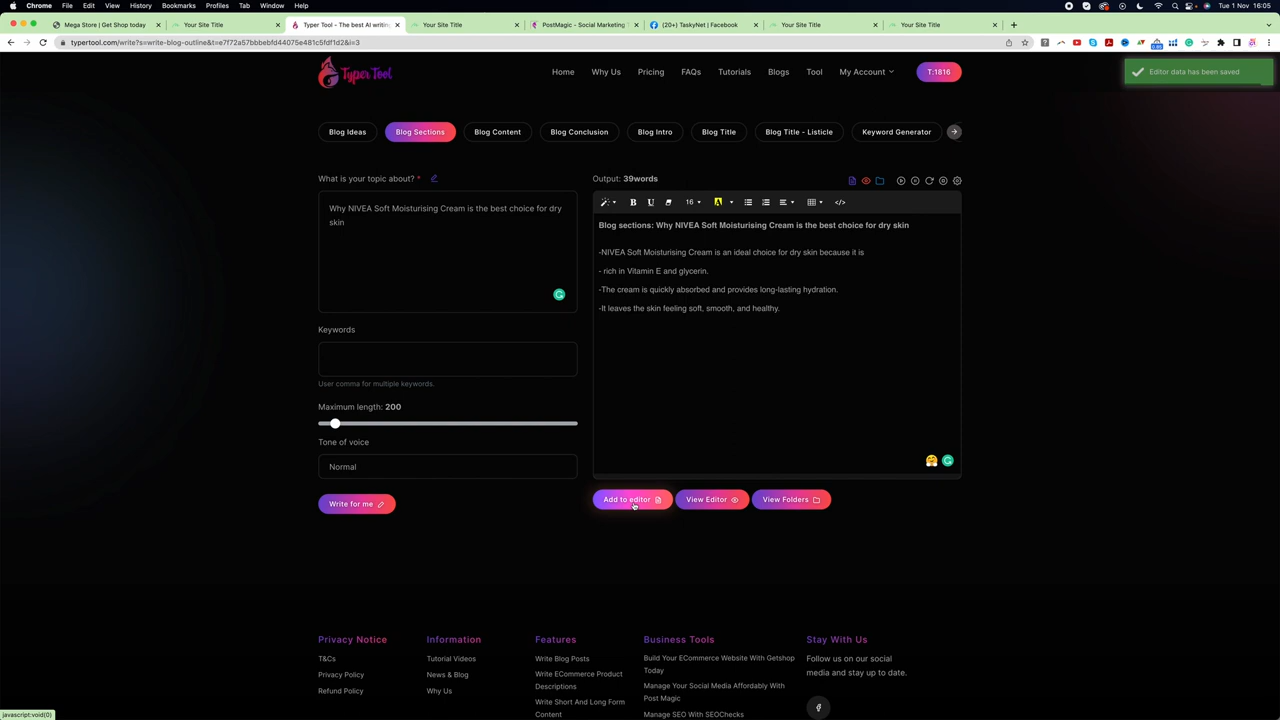 Chrome File Edit View History Bookmarks Profiles Tab Window Help
Tue 1 Nov 16:05
Mega Store | Get Shop today
Your Site Title
Typer Tool - The best AI writin
Your Site Title
PostMagic - Social Marketing T
(20+) TaskyNet | Facebook
Your Site Title
Your Site Title
typertool.com/write?s=write-blog-outline&t=e7f72a57bbbebfd44075e481c5fdf1d2&i=3
Typer Tool
Home Why Us Pricing FAQs Tutorials Blogs Tool My Account T:1816
Editor data has been saved
Blog Ideas Blog Sections Blog Content Blog Conclusion Blog Intro Blog Title Blog Title - Listicle Keyword Generator
What is your topic about? *
Why NIVEA Soft Moisturising Cream is the best choice for dry
skin
Keywords
User comma for multiple keywords.
Maximum length: 200
Tone of voice
Normal
Write for me
Output: 39words
B U 16 A </>
Blog sections: Why NIVEA Soft Moisturising Cream is the best choice for dry skin
-NIVEA Soft Moisturising Cream is an ideal choice for dry skin because it is
- rich in Vitamin E and glycerin.
-The cream is quickly absorbed and provides long-lasting hydration.
-It leaves the skin feeling soft, smooth, and healthy.
Add to editor View Editor View Folders
Privacy Notice
T&Cs
Privacy Policy
Refund Policy
Information
Tutorial Videos
News & Blog
Why Us
Features
Write Blog Posts
Write ECommerce Product
Descriptions
Write Short And Long Form
Content
Business Tools
Build Your ECommerce Website With Getshop
Today
Manage Your Social Media Affordably With
Post Magic
Manage SEO With SEOChecks
Stay With Us
Follow us on our social
media and stay up to date.
javascript:void(0)